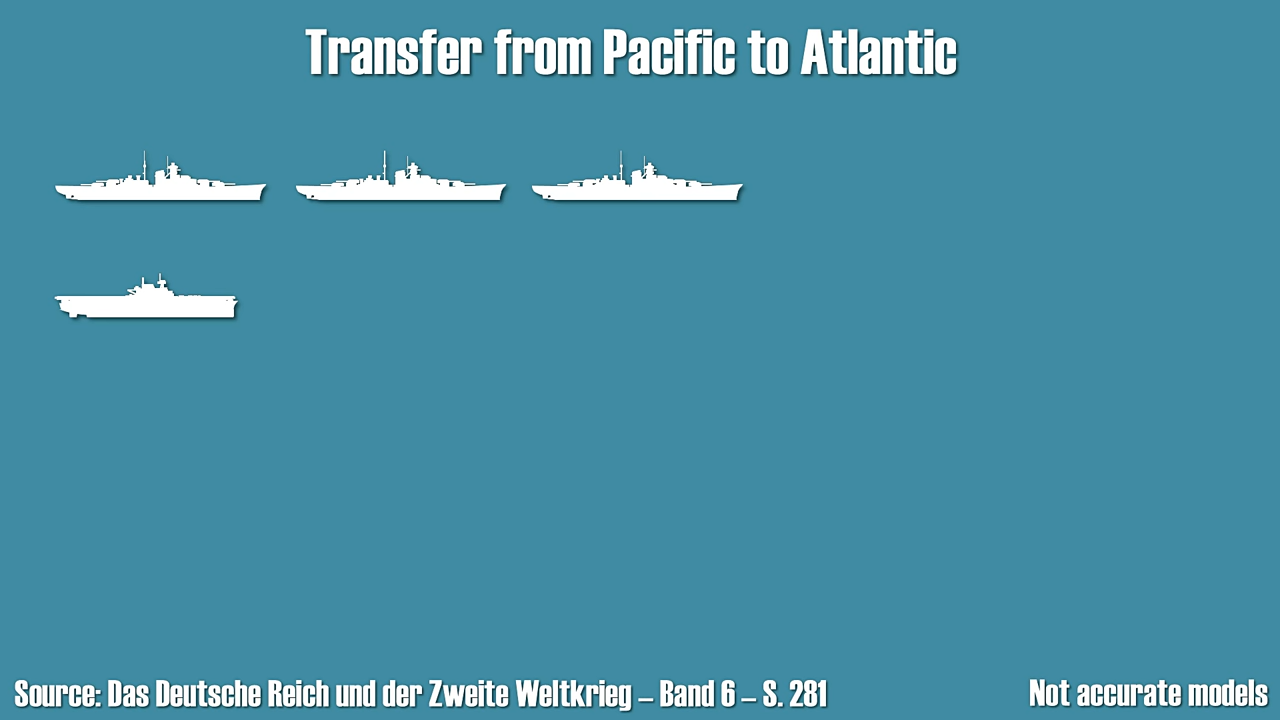 Transfer from Pacific to Atlantic
Source: Das Deutsche Reich und der Zweite Weltkrieg – Band 6 – S. 281
Not accurate models